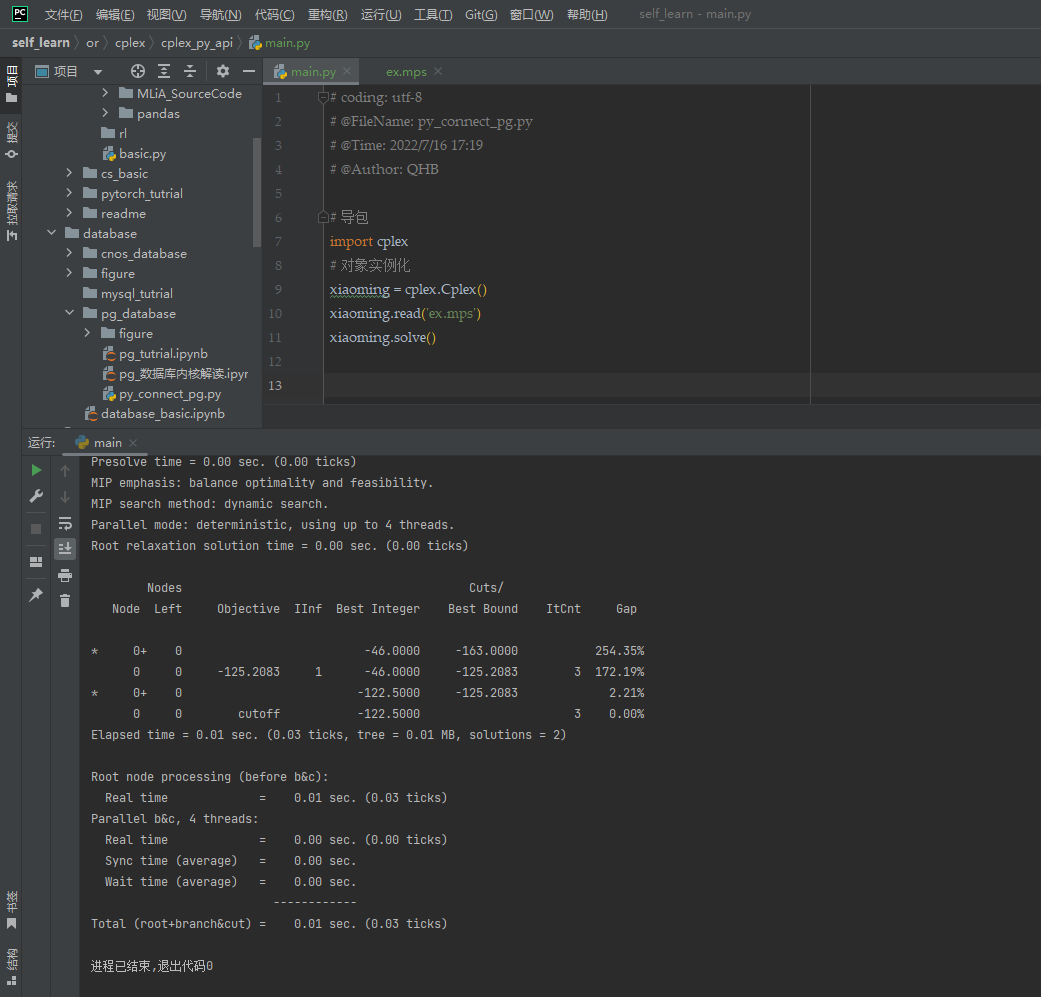 PC 文件(F) 编辑(E) 视图(V) 导航(N) 代码(C) 重构(R) 运行(U) 工具(T) Git(G) 窗口(W) 帮助(H) self_learn - main.py
self_learn 〉 or 〉 cplex 〉 cplex_py_api 〉 main.py
项目
提交
拉取请求
项目
MLiA_SourceCode
pandas
rl
basic.py
cs_basic
pytorch_tutrial
readme
database
cnos_database
figure
mysql_tutrial
pg_database
figure
pg_tutrial.ipynb
pg_数据库内核解读.ipyr
py_connect_pg.py
database_basic.ipynb
main.py ex.mps
1 # coding: utf-8
2 # @FileName: py_connect_pg.py
3 # @Time: 2022/7/16 17:19
4 # @Author: QHB
5
6 # 导包
7 import cplex
8 # 对象实例化
9 xiaoming = cplex.Cplex()
10 xiaoming.read('ex.mps')
11 xiaoming.solve()
12
13
运行: main
Presolve time = 0.00 sec. (0.00 ticks)
MIP emphasis: balance optimality and feasibility.
MIP search method: dynamic search.
Parallel mode: deterministic, using up to 4 threads.
Root relaxation solution time = 0.00 sec. (0.00 ticks)
Nodes Cuts/
Node Left Objective IInf Best Integer Best Bound ItCnt Gap
* 0+ 0 -46.0000 -163.0000 254.35%
0 0 -125.2083 1 -46.0000 -125.2083 3 172.19%
* 0+ 0 -122.5000 -125.2083 2.21%
0 0 cutoff -122.5000 3 0.00%
Elapsed time = 0.01 sec. (0.03 ticks, tree = 0.01 MB, solutions = 2)
Root node processing (before b&c):
Real time = 0.01 sec. (0.03 ticks)
Parallel b&c, 4 threads:
Real time = 0.00 sec. (0.00 ticks)
Sync time (average) = 0.00 sec.
Wait time (average) = 0.00 sec.
------------
Total (root+branch&cut) = 0.01 sec. (0.03 ticks)
进程已结束,退出代码0
书签
结构